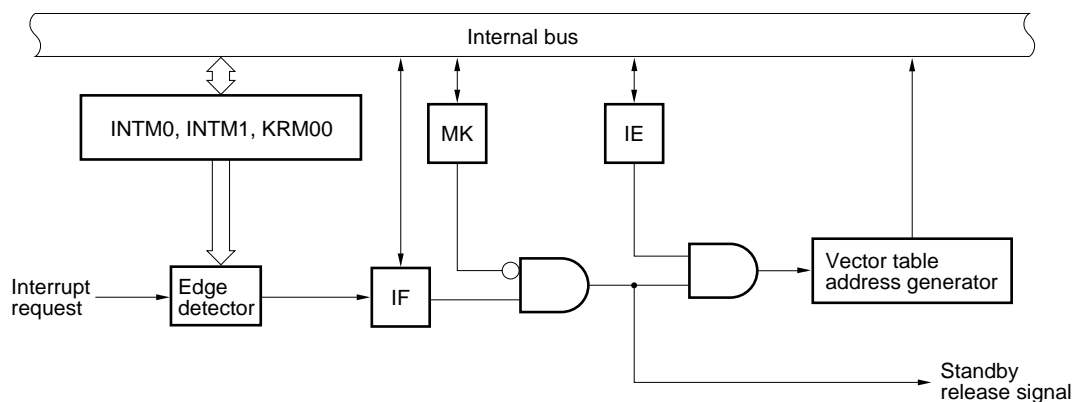 Internal bus
INTM0, INTM1, KRM00
MK
IE
Interrupt
request
Edge
detector
IF
Vector table
address generator
Standby
release signal